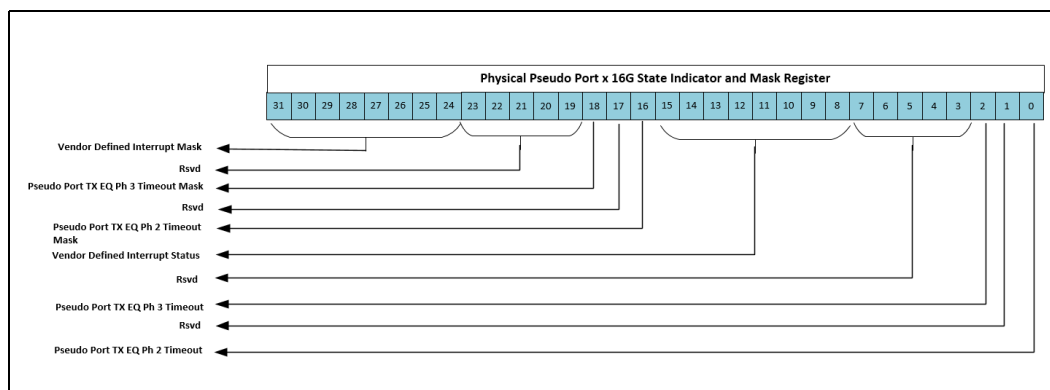 Physical Pseudo Port x 16G State Indicator and Mask Register
31 30 29 28 27 26 25 24 23 22 21 20 19 18 17 16 15 14 13 12 11 10 9 8 7 6 5 4 3 2 1 0
Vendor Defined Interrupt Mask
Rsvd
Pseudo Port TX EQ Ph 3 Timeout Mask
Rsvd
Pseudo Port TX EQ Ph 2 Timeout
Mask
Vendor Defined Interrupt Status
Rsvd
Pseudo Port TX EQ Ph 3 Timeout
Rsvd
Pseudo Port TX EQ Ph 2 Timeout